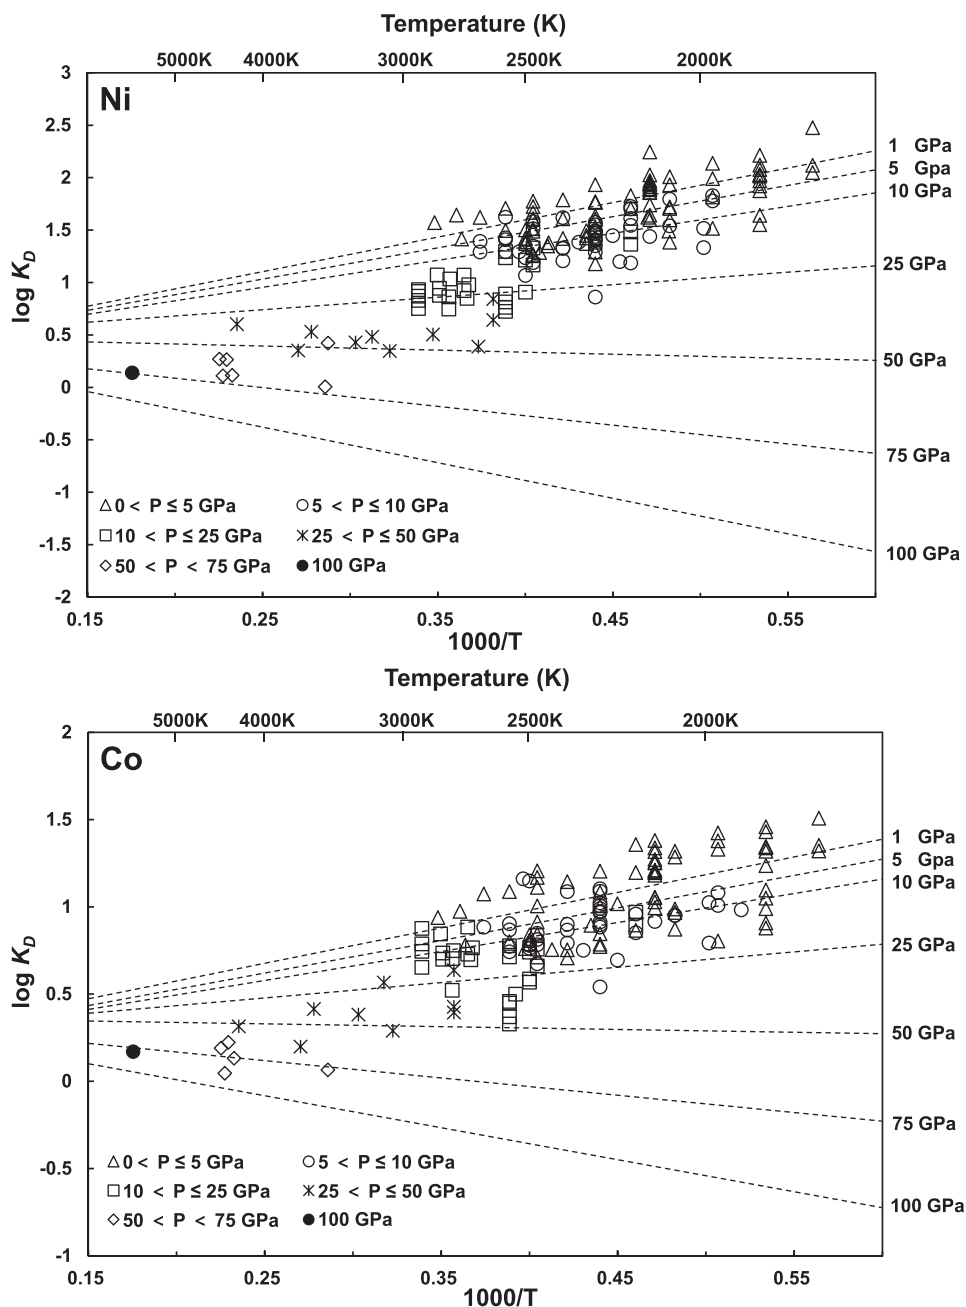 Temperature (K)
5000K 4000K 3000K 2500K 2000K
Ni
3
2.5
2
1.5
1
0.5
0
-0.5
-1
-1.5
-2
log K_D
1 GPa
5 Gpa
10 GPa
25 GPa
50 GPa
75 GPa
100 GPa
△ 0 < P ≤ 5 GPa ○ 5 < P ≤ 10 GPa
□ 10 < P ≤ 25 GPa ✳ 25 < P ≤ 50 GPa
◇ 50 < P < 75 GPa ● 100 GPa
0.15 0.25 0.35 0.45 0.55
1000/T
Temperature (K)
5000K 4000K 3000K 2500K 2000K
Co
2
1.5
1
0.5
0
-0.5
-1
log K_D
1 GPa
5 Gpa
10 GPa
25 GPa
50 GPa
75 GPa
100 GPa
△ 0 < P ≤ 5 GPa ○ 5 < P ≤ 10 GPa
□ 10 < P ≤ 25 GPa ✳ 25 < P ≤ 50 GPa
◇ 50 < P < 75 GPa ● 100 GPa
0.15 0.25 0.35 0.45 0.55
1000/T